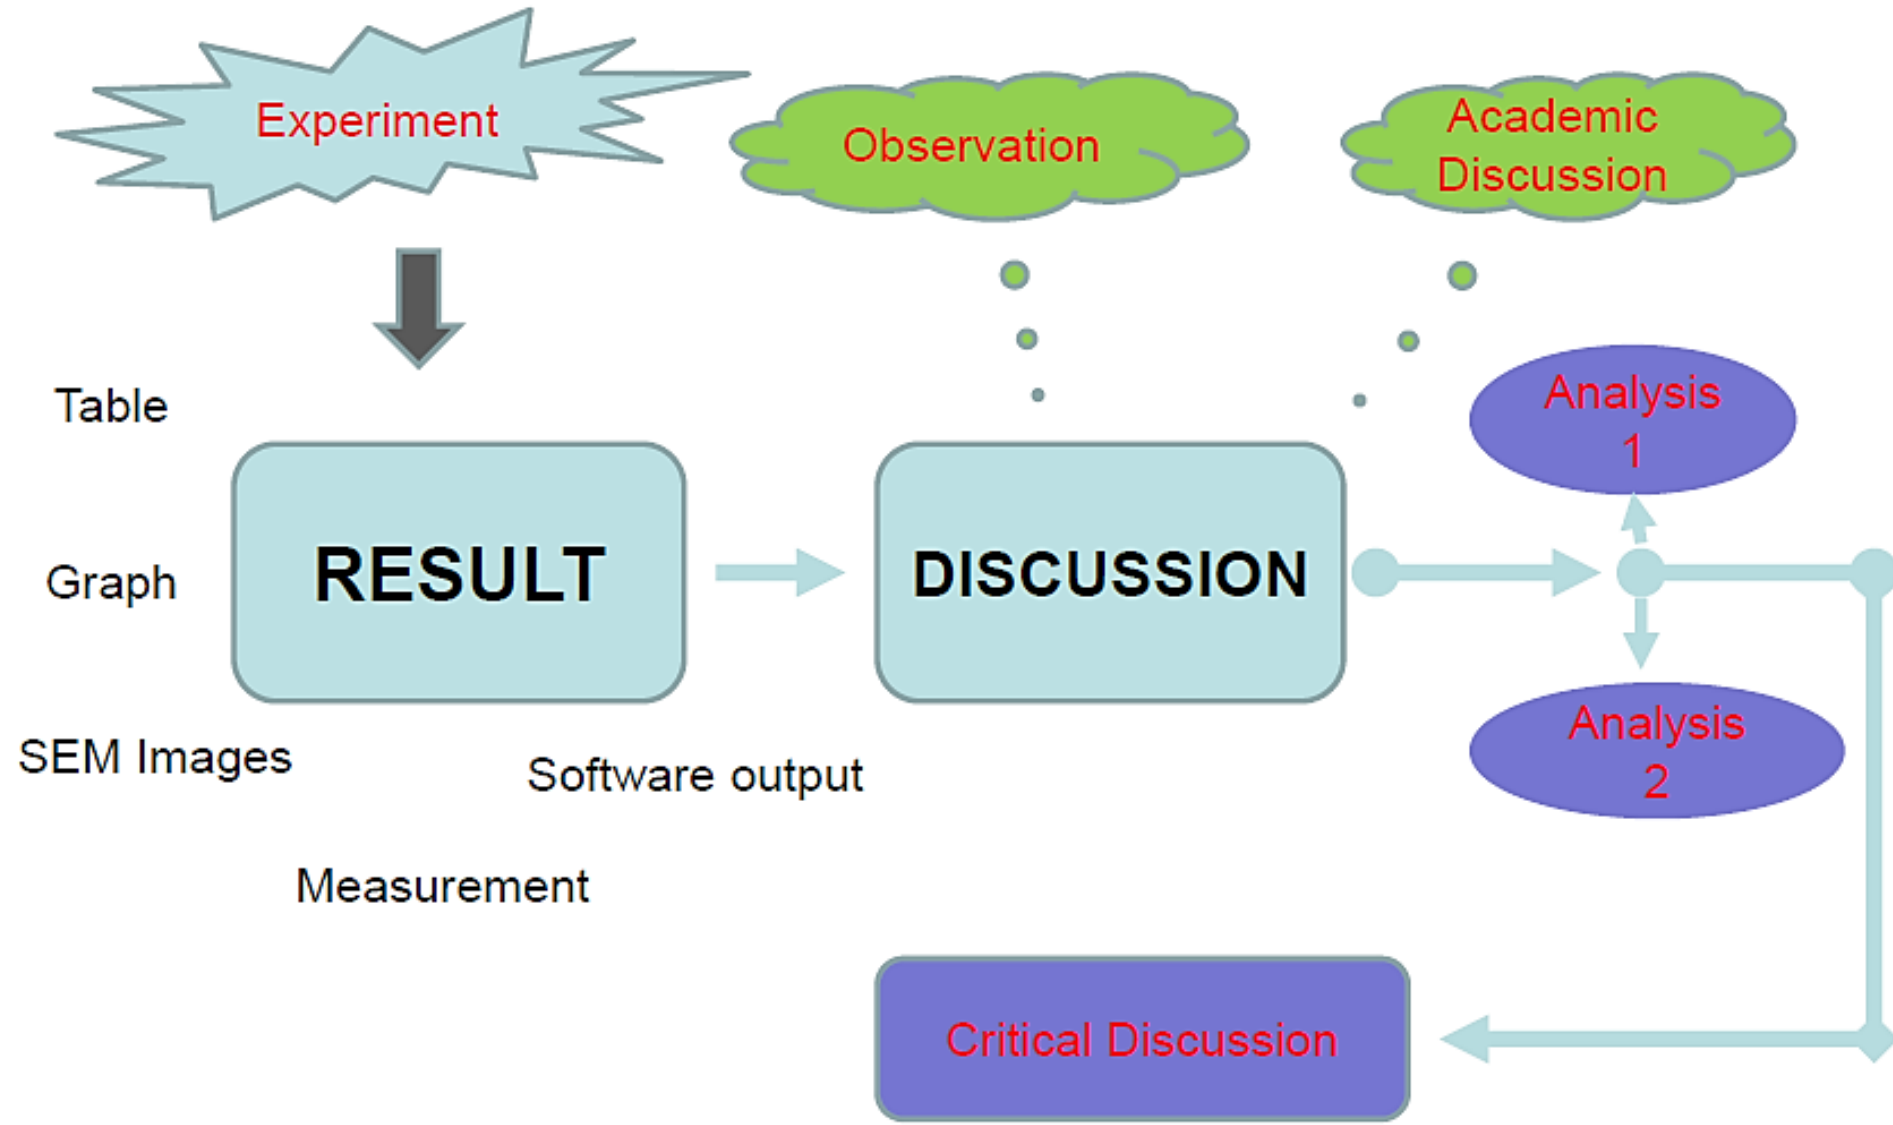 Experiment
Observation
Academic
Discussion
Table
Analysis
1
Graph
RESULT
DISCUSSION
SEM Images
Software output
Analysis
2
Measurement
Critical Discussion